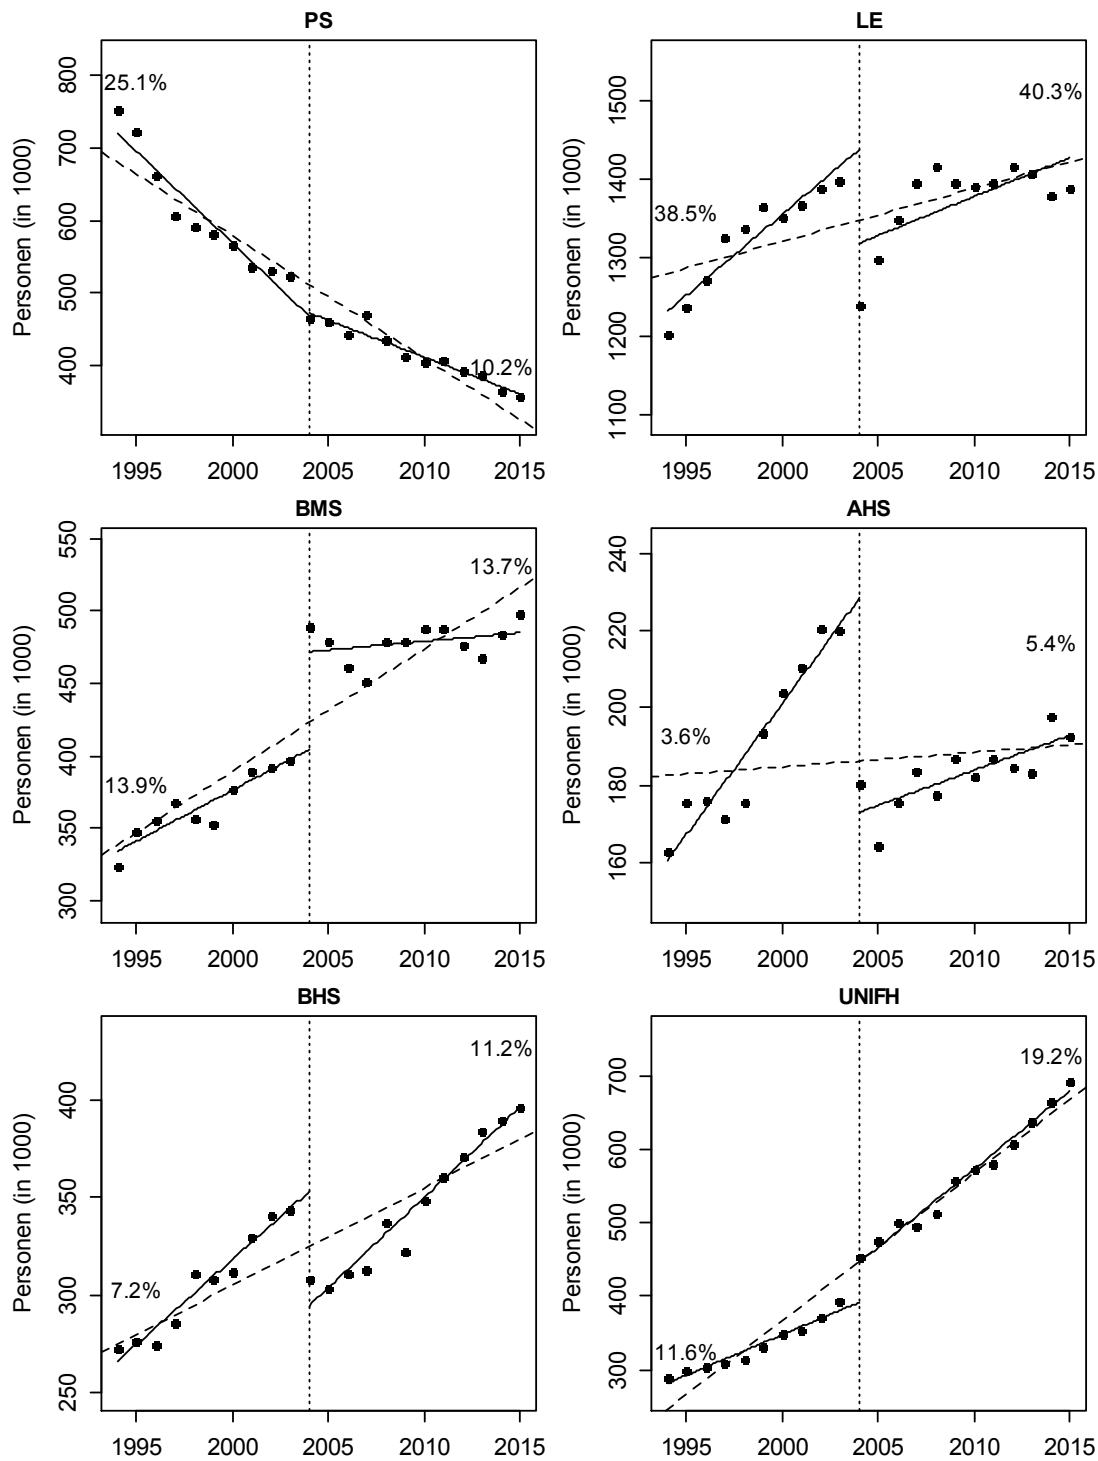 PS
Personen (in 1000)
800
700
600
500
400
25.1%
10.2%
1995 2000 2005 2010 2015
LE
Personen (in 1000)
1500
1400
1300
1200
1100
40.3%
38.5%
1995 2000 2005 2010 2015
BMS
Personen (in 1000)
550
500
450
400
350
300
13.7%
13.9%
1995 2000 2005 2010 2015
AHS
Personen (in 1000)
240
220
200
180
160
5.4%
3.6%
1995 2000 2005 2010 2015
BHS
Personen (in 1000)
400
350
300
250
11.2%
7.2%
1995 2000 2005 2010 2015
UNIFH
Personen (in 1000)
700
600
500
400
300
19.2%
11.6%
1995 2000 2005 2010 2015